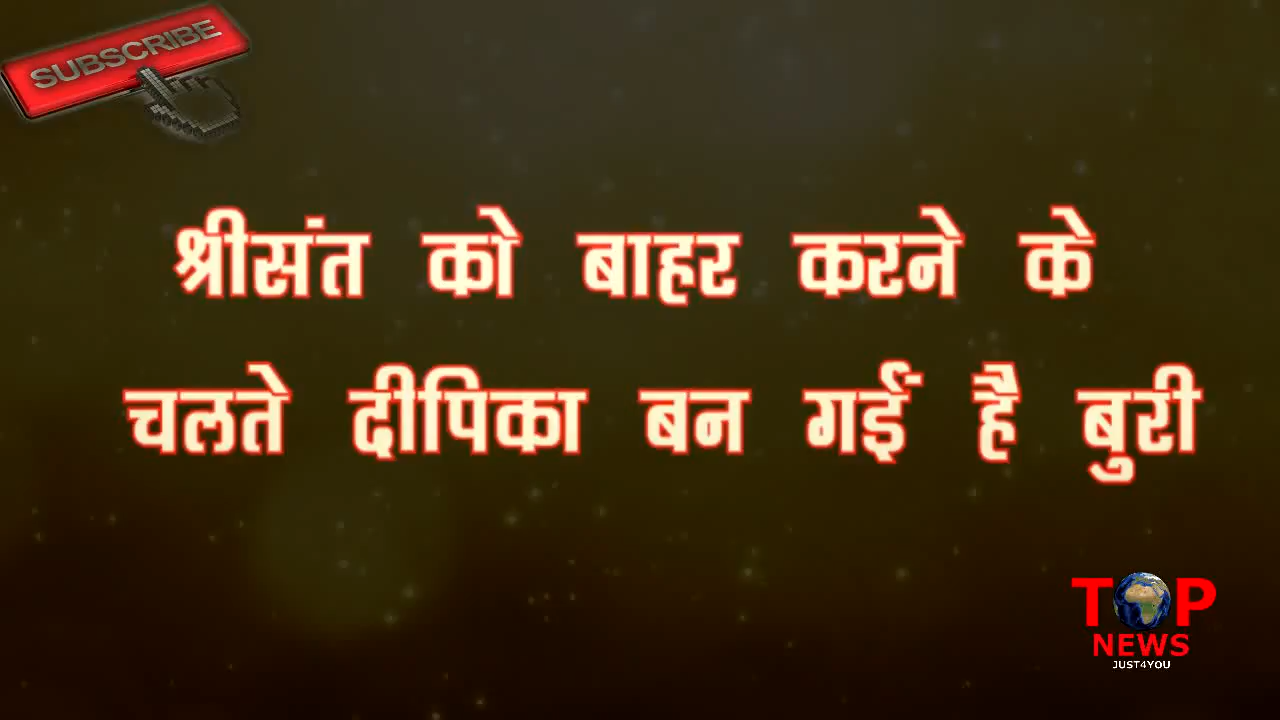 SUBSCRIBE
श्रीसंत को बाहर करने के
चलते दीपिका बन गई है बुरी
TOP
NEWS
JUST4YOU